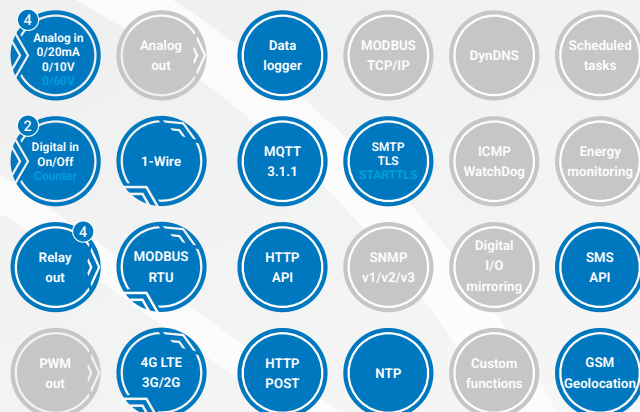 4
Analog in
0/20mA
0/10V
0/60V
Analog
out
Data
logger
MODBUS
TCP/IP
DynDNS
Scheduled
tasks
2
Digital in
On/Off
Counter
1-Wire
MQTT
3.1.1
SMTP
TLS
STARTTLS
ICMP
WatchDog
Energy
monitoring
4
Relay
out
MODBUS
RTU
HTTP
API
SNMP
v1/v2/v3
Digital
I/O
mirroring
SMS
API
PWM
out
4G LTE
3G/2G
HTTP
POST
NTP
Custom
functions
GSM
Geolocation